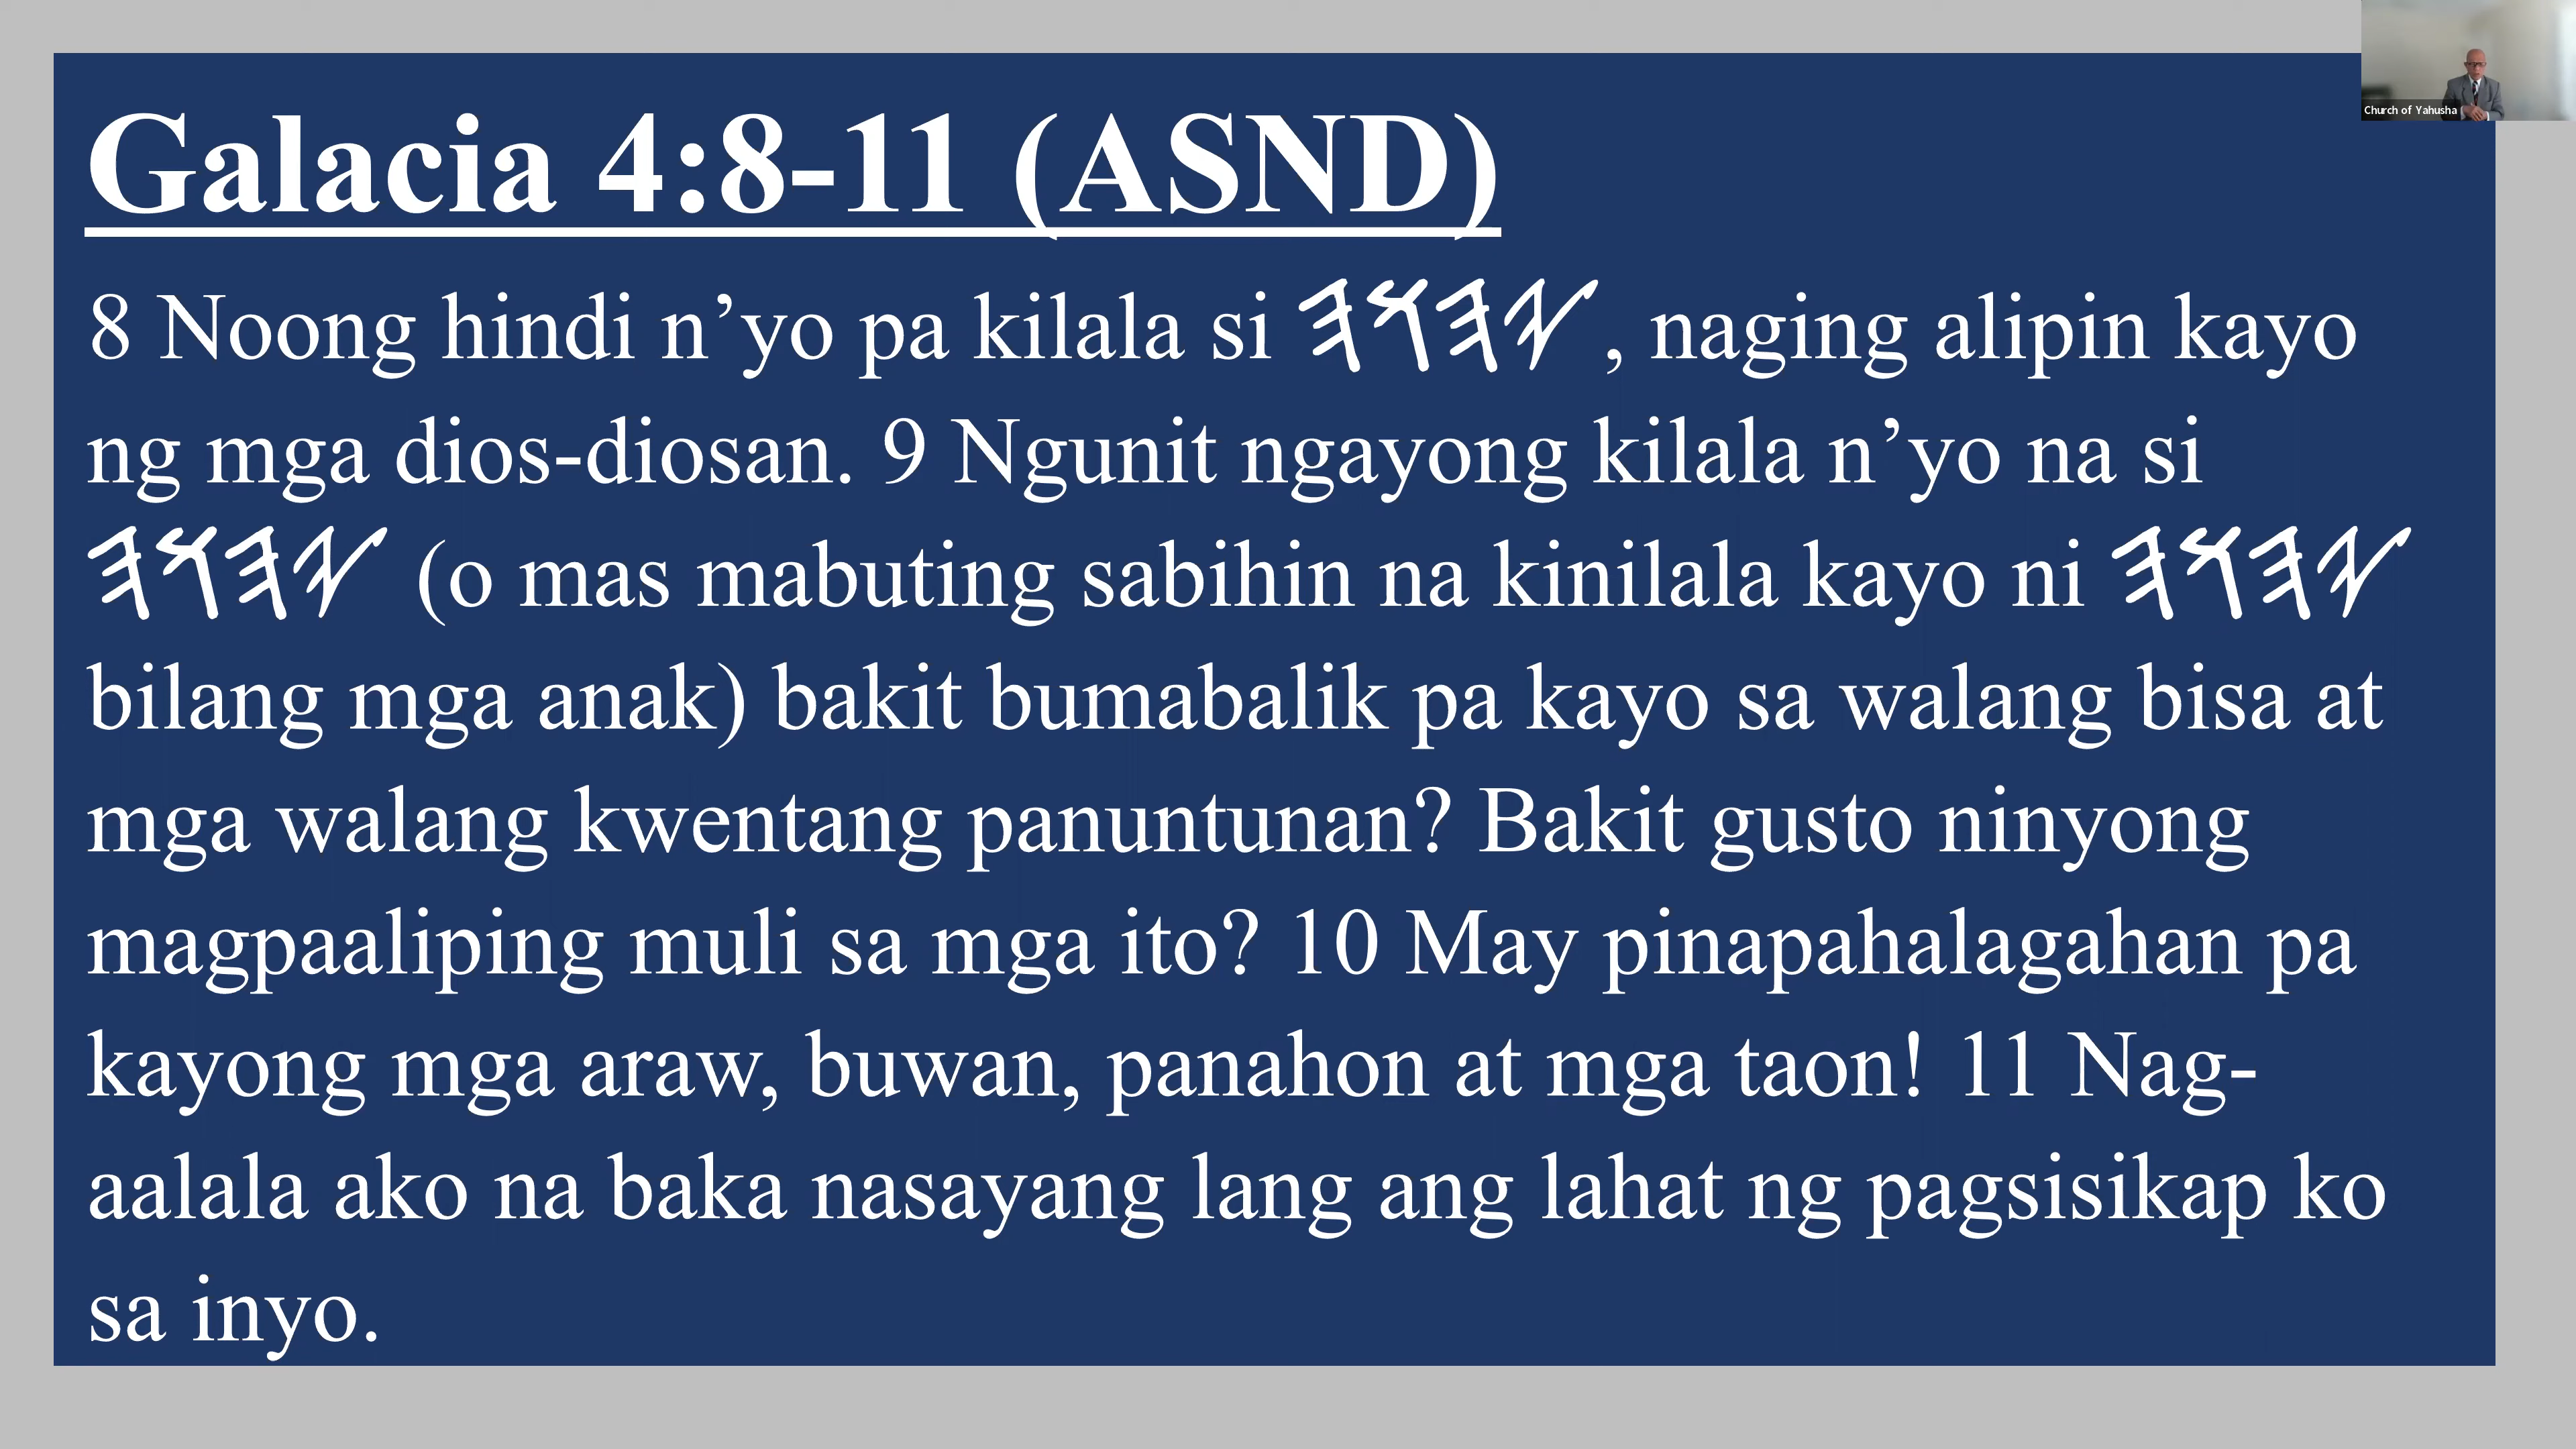 Church of Yahusha
Galacia 4:8-11 (ASND)
8 Noong hindi n’yo pa kilala si 𐤄𐤅𐤄𐤉, naging alipin kayo
ng mga dios-diosan. 9 Ngunit ngayong kilala n’yo na si
𐤄𐤅𐤄𐤉 (o mas mabuting sabihin na kinilala kayo ni 𐤄𐤅𐤄𐤉
bilang mga anak) bakit bumabalik pa kayo sa walang bisa at
mga walang kwentang panuntunan? Bakit gusto ninyong
magpaaliping muli sa mga ito? 10 May pinapahalagahan pa
kayong mga araw, buwan, panahon at mga taon! 11 Nag-
aalala ako na baka nasayang lang ang lahat ng pagsisikap ko
sa inyo.